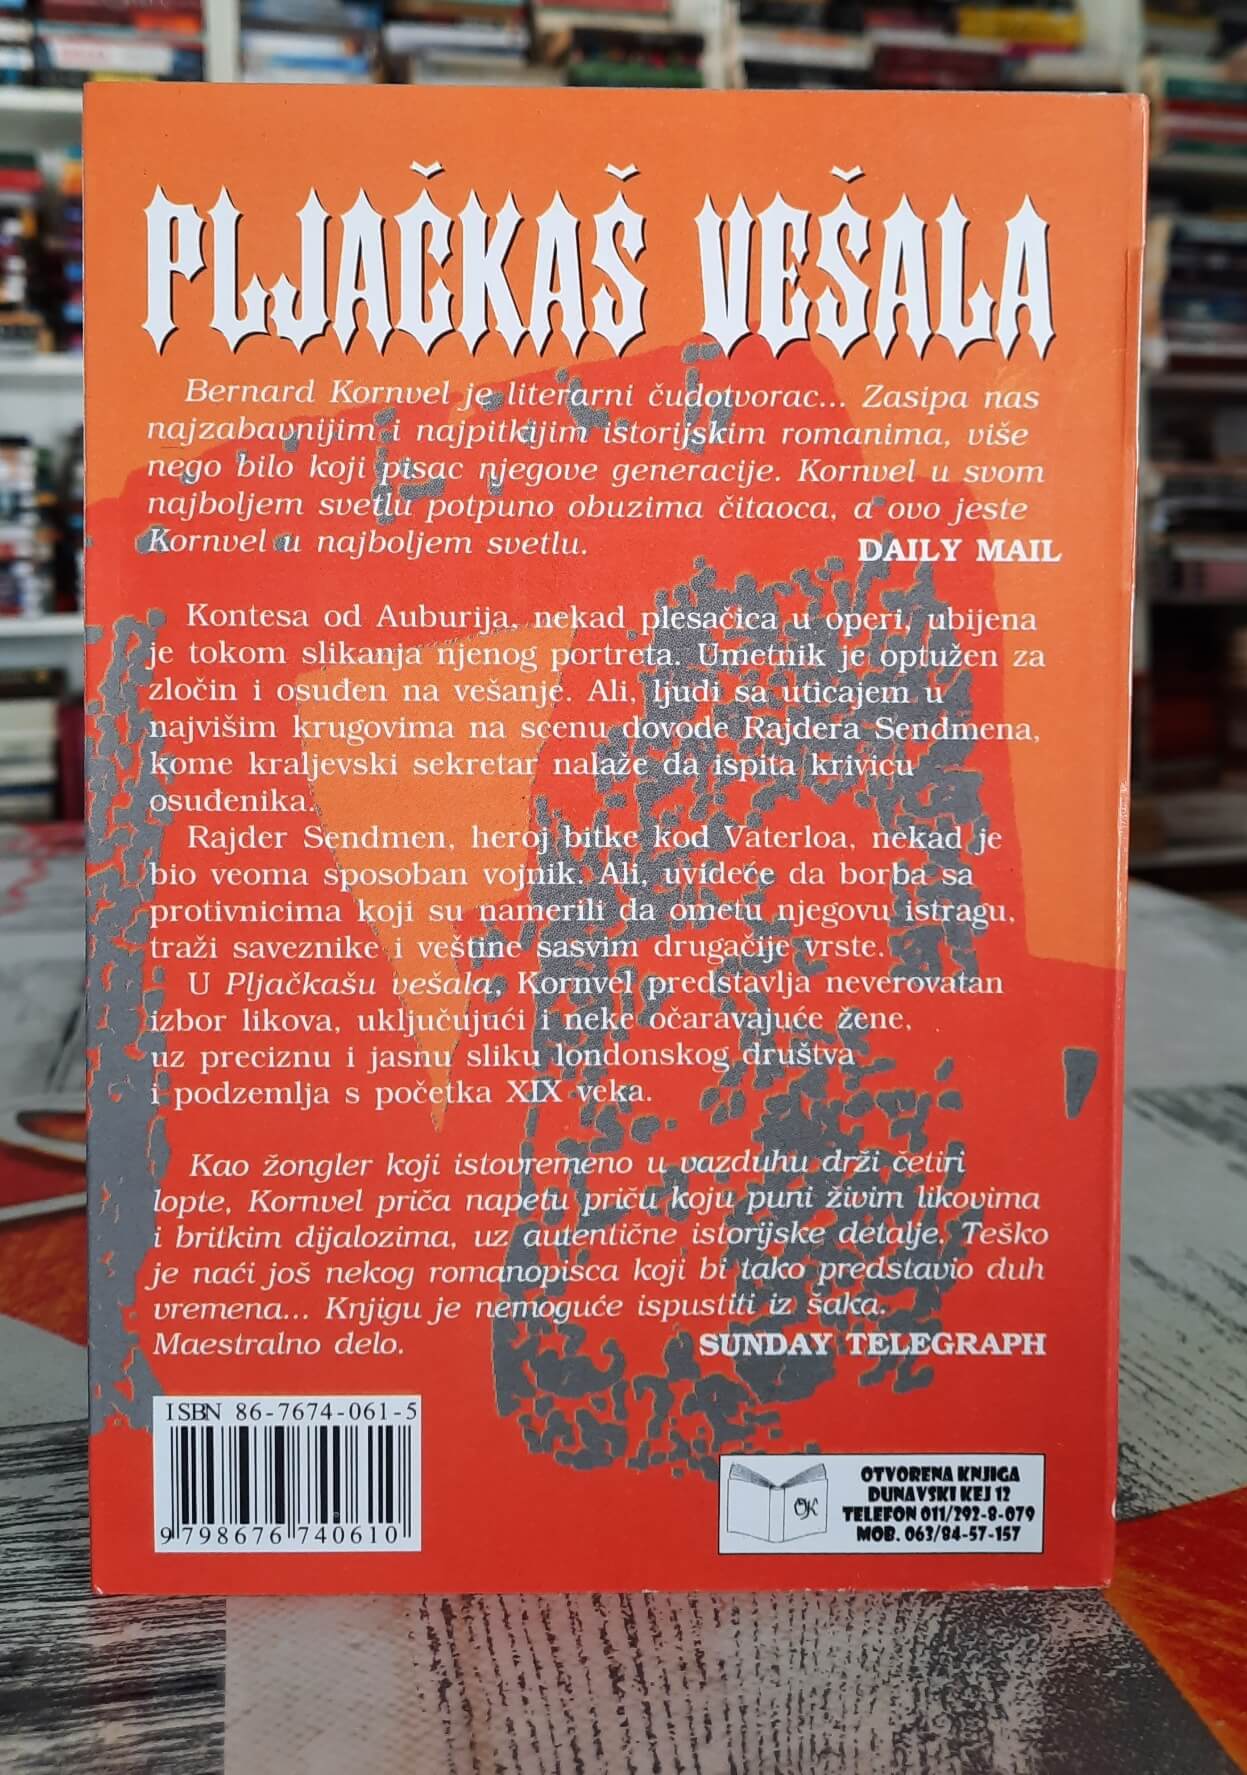 PLJAČKAŠ VEŠALA
Bernard Kornvel je literarni čudotvorac... Zasipa nas
najzabavnijim i najpitkijim istorijskim romanima, više
nego bilo koji pisac njegove generacije. Kornvel u svom
najboljem svetlu potpuno obuzima čitaoca, a ovo jeste
Kornvel u najboljem svetlu. DAILY MAIL
Kontesa od Auburija, nekad plesačica u operi, ubijena
je tokom slikanja njenog portreta. Umetnik je optužen za
zločin i osuđen na vešanje. Ali, ljudi sa uticajem u
najvišim krugovima na scenu dovode Rajdera Sendmena,
kome kraljevski sekretar nalaže da ispita krivicu
osuđenika.
Rajder Sendmen, heroj bitke kod Vaterloa, nekad je
bio veoma sposoban vojnik. Ali, uvideće da borba sa
protivnicima koji su namerili da ometu njegovu istragu,
traži saveznike i veštine sasvim drugačije vrste.
U Pljačkašu vešala, Kornvel predstavlja neverovatan
izbor likova, uključujući i neke očaravajuće žene,
uz preciznu i jasnu sliku londonskog društva
i podzemlja s početka XIX veka.
Kao žongler koji istovremeno u vazduhu drži četiri
lopte, Kornvel priča napetu priču koju puni živim likovima
i britkim dijalozima, uz autentične istorijske detalje. Teško
je naći još nekog romanopisca koji bi tako predstavio duh
vremena... Knjigu je nemoguće ispustiti iz šaka.
Maestralno delo. SUNDAY TELEGRAPH
ISBN 86-7674-061-5
9 798676 740610
OK
OTVORENA KNJIGA
DUNAVSKI KEJ 12
TELEFON 011/292-8-079
MOB. 063/84-57-157